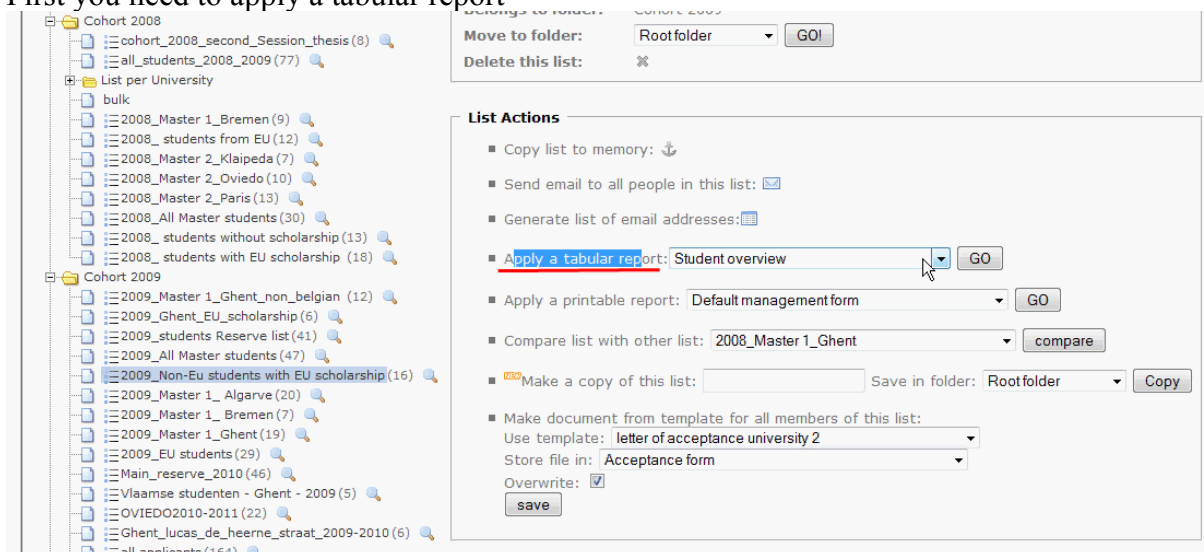 First you need to apply a tabular report
Cohort 2008
cohort_2008_second_Session_thesis (8)
all_students_2008_2009 (77)
List per University
bulk
2008_Master 1_Bremen (9)
2008_ students from EU (12)
2008_Master 2_Klaipeda (7)
2008_Master 2_Oviedo (10)
2008_Master 2_Paris (13)
2008_All Master students (30)
2008_ students without scholarship (13)
2008_ students with EU scholarship (18)
Cohort 2009
2009_Master 1_Ghent_non_belgian (12)
2009_Ghent_EU_scholarship (6)
2009_students Reserve list (41)
2009_All Master students (47)
2009_Non-Eu students with EU scholarship (16)
2009_Master 1_ Algarve (20)
2009_Master 1_ Bremen (7)
2009_Master 1_Ghent (19)
2009_EU students (29)
Main_reserve_2010 (46)
Vlaamse studenten - Ghent - 2009 (5)
OVIEDO2010-2011 (22)
Ghent_lucas_de_heerne_straat_2009-2010 (6)
all applicants (164)
Belongs to folder: Cohort 2009
Move to folder: Root folder GO!
Delete this list:
List Actions
Copy list to memory:
Send email to all people in this list:
Generate list of email addresses:
Apply a tabular report: Student overview GO
Apply a printable report: Default management form GO
Compare list with other list: 2008_Master 1_Ghent compare
NEW Make a copy of this list: Save in folder: Root folder Copy
Make document from template for all members of this list:
Use template: letter of acceptance university 2
Store file in: Acceptance form
Overwrite:
save